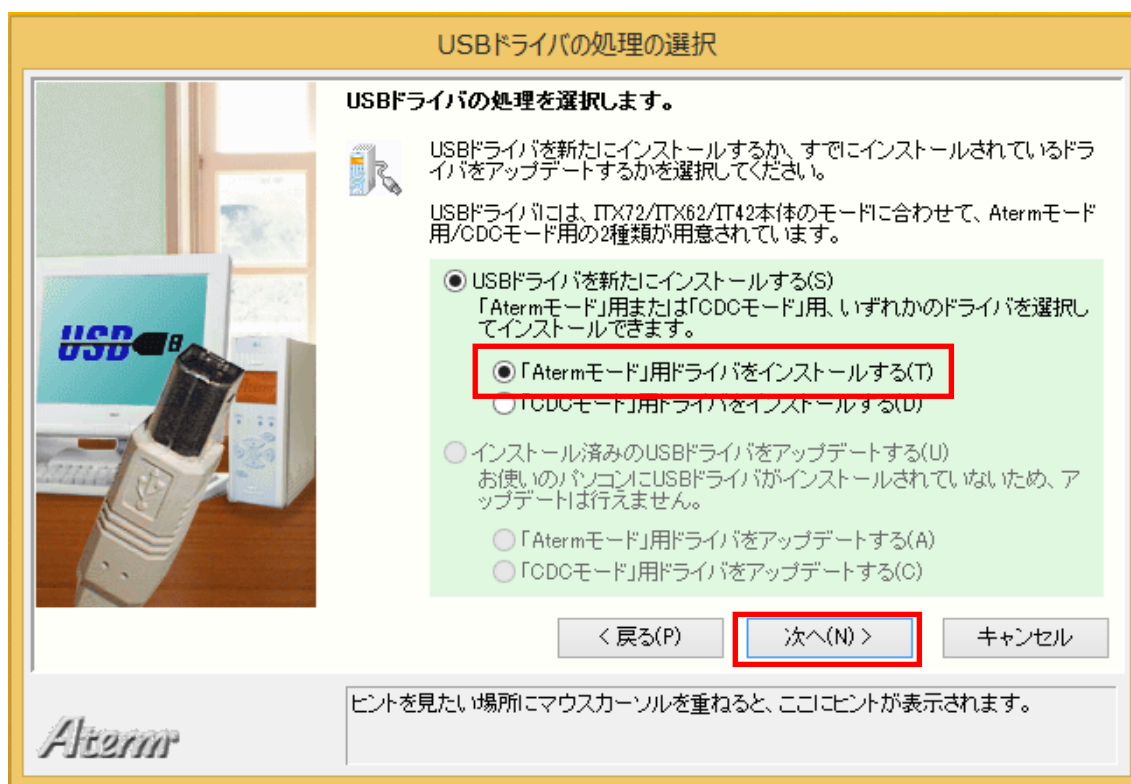 USBドライバの処理の選択
USBドライバの処理を選択します。
USBドライバを新たにインストールするか、すでにインストールされているドラ
イバをアップデートするかを選択してください。
USBドライバには、ITX72/ITX62/IT42本体のモードに合わせて、Atermモード
用/CDCモード用の2種類が用意されています。
USBドライバを新たにインストールする(S)
「Atermモード」用または「CDCモード」用、いずれかのドライバを選択し
てインストールできます。
USB
「Atermモード」用ドライバをインストールする(T)
「CDCモード」用ドライバをインストールする(D)
インストール済みのUSBドライバをアップデートする(U)
お使いのパソコンにUSBドライバがインストールされていないため、ア
ップデートは行えません。
「Atermモード」用ドライバをアップデートする(A)
「CDCモード」用ドライバをアップデートする(C)
< 戻る(P)
次へ(N) >
キャンセル
ヒントを見たい場所にマウスカーソルを重ねると、ここにヒントが表示されます。
Aterm